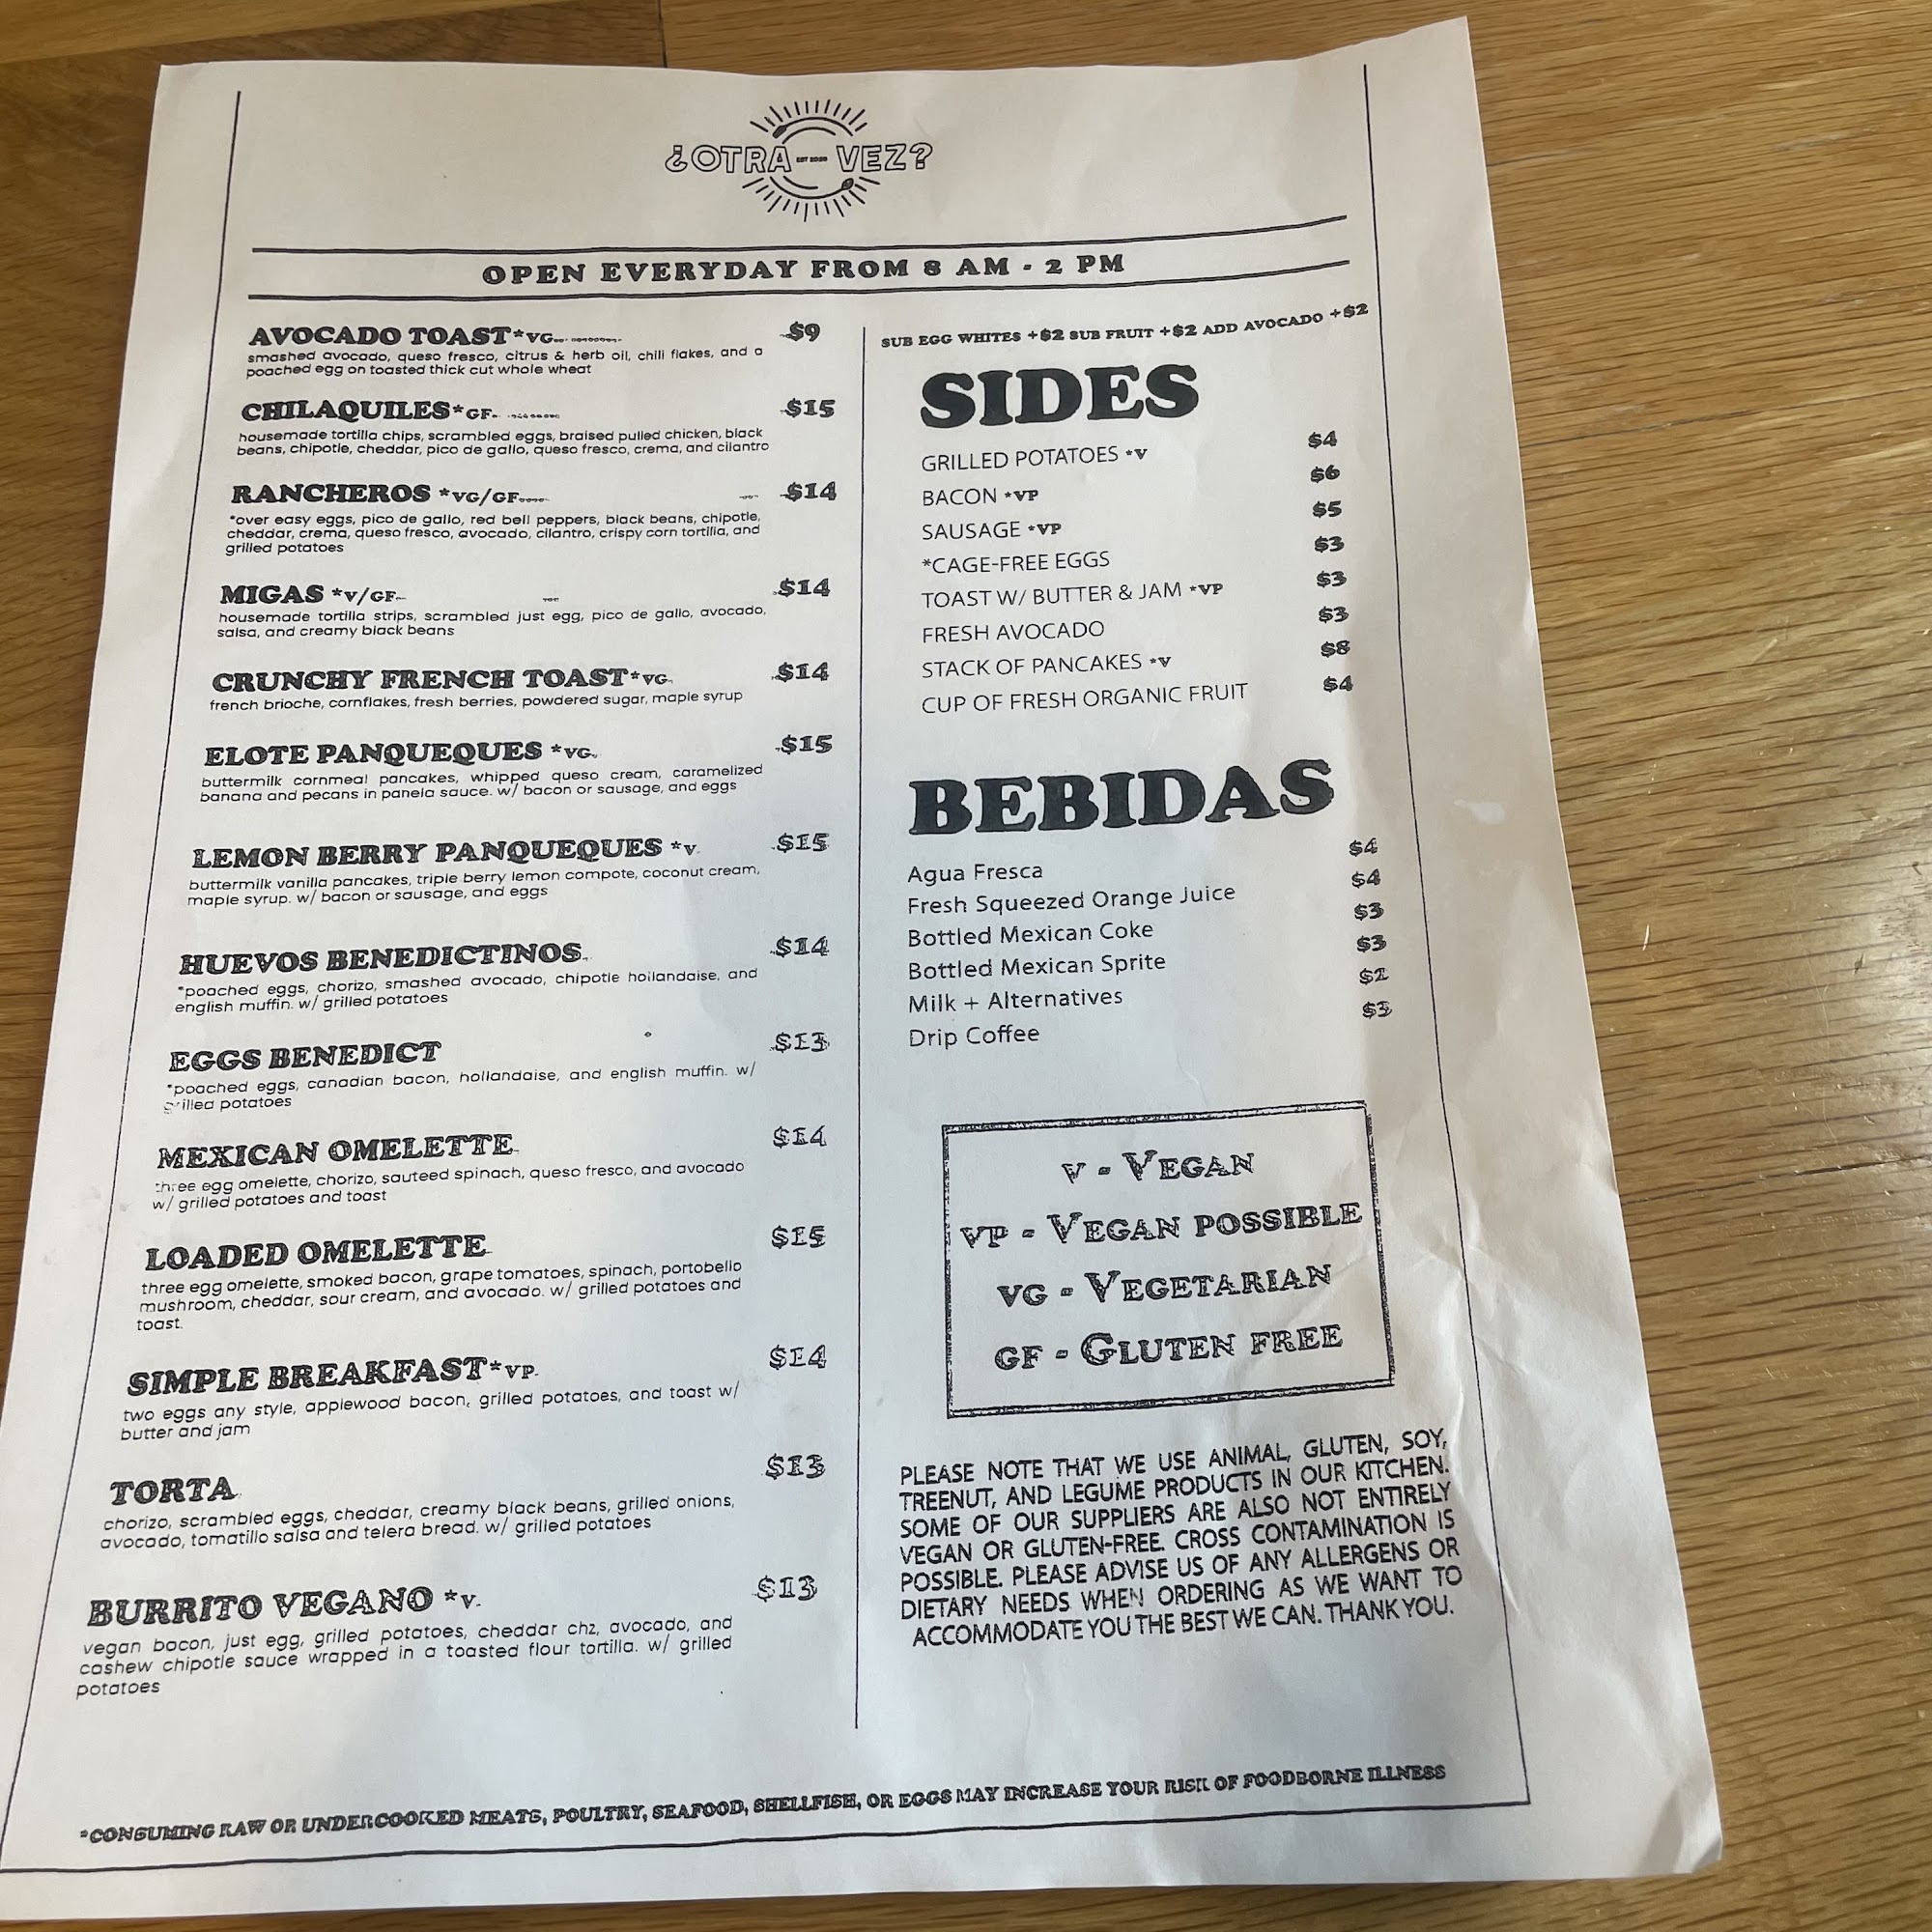 ¿OTRA EST 2020 VEZ?
OPEN EVERYDAY FROM 8 AM - 2 PM
AVOCADO TOAST*VG $9
smashed avocado, queso fresco, citrus & herb oil, chili flakes, and a
poached egg on toasted thick cut whole wheat
CHILAQUILES*GF $15
housemade tortilla chips, scrambled eggs, braised pulled chicken, black
beans, chipotle, cheddar, pico de gallo, queso fresco, crema, and cilantro
RANCHEROS *VG/GF $14
*over easy eggs, pico de gallo, red bell peppers, black beans, chipotle,
cheddar, crema, queso fresco, avocado, cilantro, crispy corn tortilla, and
grilled potatoes
MIGAS *V/GF $14
housemade tortilla strips, scrambled just egg, pico de gallo, avocado,
salsa, and creamy black beans
CRUNCHY FRENCH TOAST*VG $14
french brioche, cornflakes, fresh berries, powdered sugar, maple syrup
ELOTE PANQUEQUES *VG $15
buttermilk cornmeal pancakes, whipped queso cream, caramelized
banana and pecans in panela sauce. w/ bacon or sausage, and eggs
LEMON BERRY PANQUEQUES *V $15
buttermilk vanilla pancakes, triple berry lemon compote, coconut cream,
maple syrup. w/ bacon or sausage, and eggs
HUEVOS BENEDICTINOS $14
*poached eggs, chorizo, smashed avocado, chipotle hollandaise, and
english muffin. w/ grilled potatoes
EGGS BENEDICT $13
*poached eggs, canadian bacon, hollandaise, and english muffin. w/
grilled potatoes
MEXICAN OMELETTE $14
three egg omelette, chorizo, sauteed spinach, queso fresco, and avocado
w/ grilled potatoes and toast
LOADED OMELETTE $15
three egg omelette, smoked bacon, grape tomatoes, spinach, portobello
mushroom, cheddar, sour cream, and avocado. w/ grilled potatoes and
toast.
SIMPLE BREAKFAST*VP $14
two eggs any style, applewood bacon, grilled potatoes, and toast w/
butter and jam
TORTA $13
chorizo, scrambled eggs, cheddar, creamy black beans, grilled onions,
avocado, tomatillo salsa and telera bread. w/ grilled potatoes
BURRITO VEGANO *V $13
vegan bacon, just egg, grilled potatoes, cheddar chz, avocado, and
cashew chipotle sauce wrapped in a toasted flour tortilla. w/ grilled
potatoes
SUB EGG WHITES +$2 SUB FRUIT +$2 ADD AVOCADO +$2
SIDES
GRILLED POTATOES *V $4
BACON *VP $6
SAUSAGE *VP $5
*CAGE-FREE EGGS $3
TOAST W/ BUTTER & JAM *VP $3
FRESH AVOCADO $3
STACK OF PANCAKES *V $8
CUP OF FRESH ORGANIC FRUIT $4
BEBIDAS
Agua Fresca $4
Fresh Squeezed Orange Juice $4
Bottled Mexican Coke $3
Bottled Mexican Sprite $3
Milk + Alternatives
Drip Coffee $3
V - VEGAN
VP - VEGAN POSSIBLE
VG - VEGETARIAN
GF - GLUTEN FREE
PLEASE NOTE THAT WE USE ANIMAL, GLUTEN, SOY,
TREENUT, AND LEGUME PRODUCTS IN OUR KITCHEN.
SOME OF OUR SUPPLIERS ARE ALSO NOT ENTIRELY
VEGAN OR GLUTEN-FREE. CROSS CONTAMINATION IS
POSSIBLE. PLEASE ADVISE US OF ANY ALLERGENS OR
DIETARY NEEDS WHEN ORDERING AS WE WANT TO
ACCOMMODATE YOU THE BEST WE CAN. THANK YOU.
*CONSUMING RAW OR UNDERCOOKED MEATS, POULTRY, SEAFOOD, SHELLFISH, OR EGGS MAY INCREASE YOUR RISK OF FOODBORNE ILLNESS